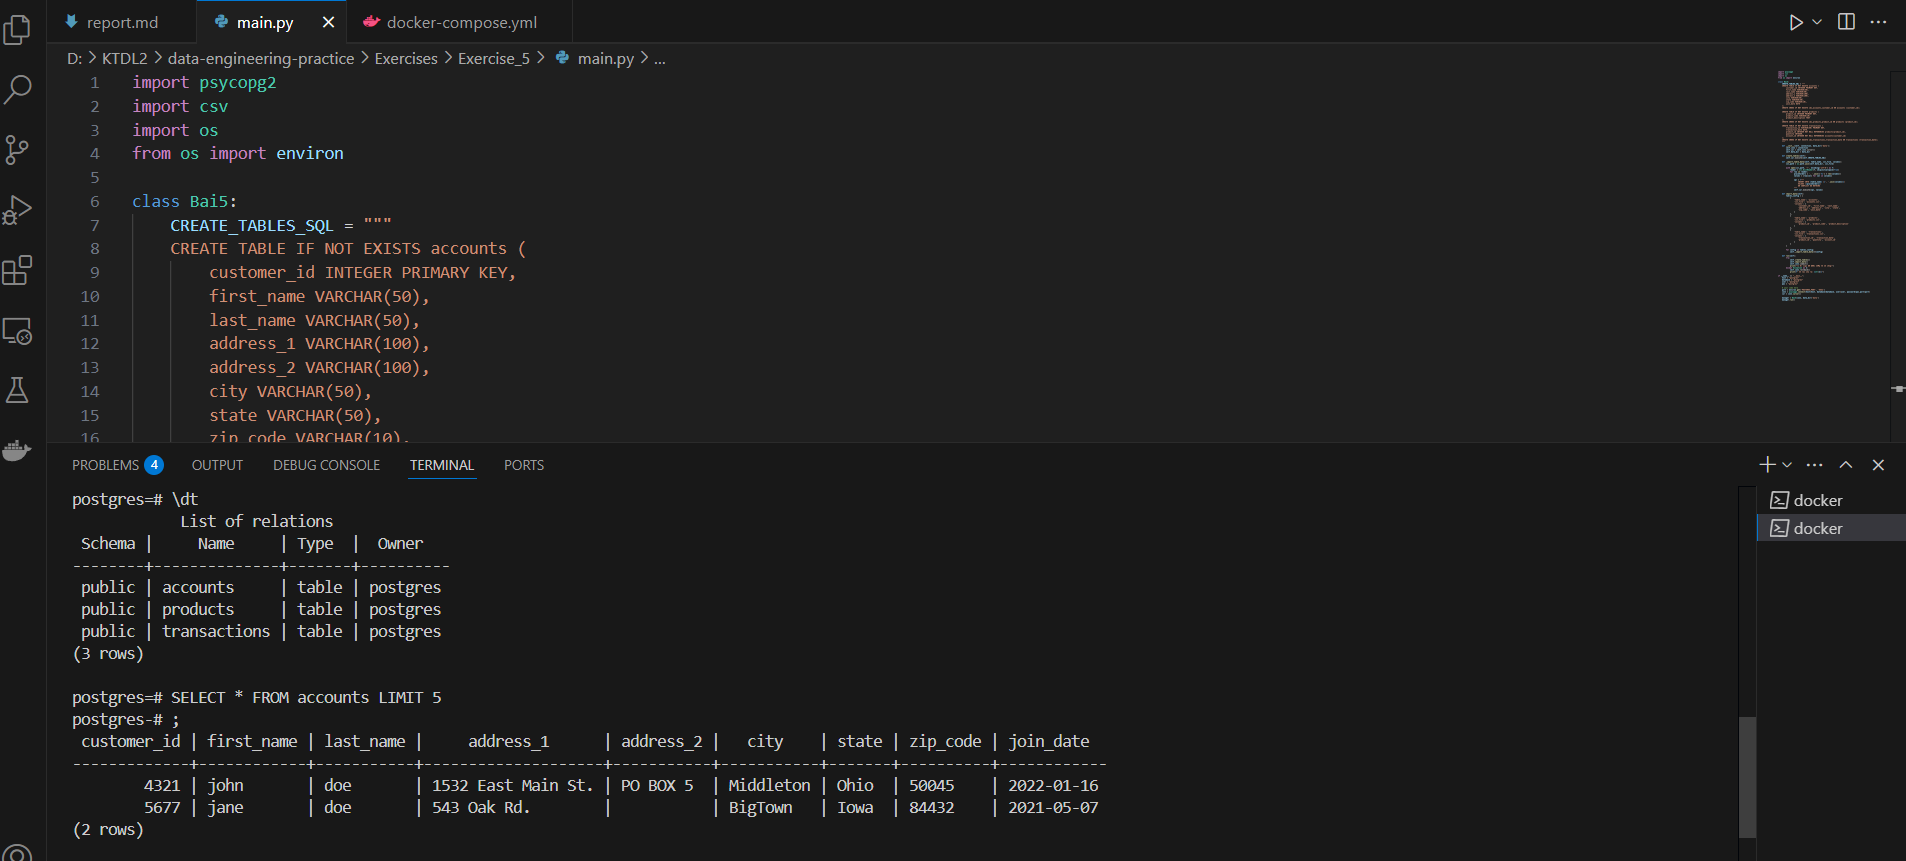 report.md
main.py
docker-compose.yml
D: > KTDL2 > data-engineering-practice > Exercises > Exercise_5 > main.py > ...
1 import psycopg2
2 import csv
3 import os
4 from os import environ
5
6 class Bai5:
7 CREATE_TABLES_SQL = """
8 CREATE TABLE IF NOT EXISTS accounts (
9 customer_id INTEGER PRIMARY KEY,
10 first_name VARCHAR(50),
11 last_name VARCHAR(50),
12 address_1 VARCHAR(100),
13 address_2 VARCHAR(100),
14 city VARCHAR(50),
15 state VARCHAR(50),
16 zip_code VARCHAR(10),
PROBLEMS 4 OUTPUT DEBUG CONSOLE TERMINAL PORTS
postgres=# \dt
List of relations
Schema | Name | Type | Owner
--------+--------------+-------+----------
public | accounts | table | postgres
public | products | table | postgres
public | transactions | table | postgres
(3 rows)
postgres=# SELECT * FROM accounts LIMIT 5
postgres-# ;
customer_id | first_name | last_name | address_1 | address_2 | city | state | zip_code | join_date
-------------+------------+-----------+--------------------+-----------+-----------+-------+----------+------------
4321 | john | doe | 1532 East Main St. | PO BOX 5 | Middleton | Ohio | 50045 | 2022-01-16
5677 | jane | doe | 543 Oak Rd. | | BigTown | Iowa | 84432 | 2021-05-07
(2 rows)
docker
docker